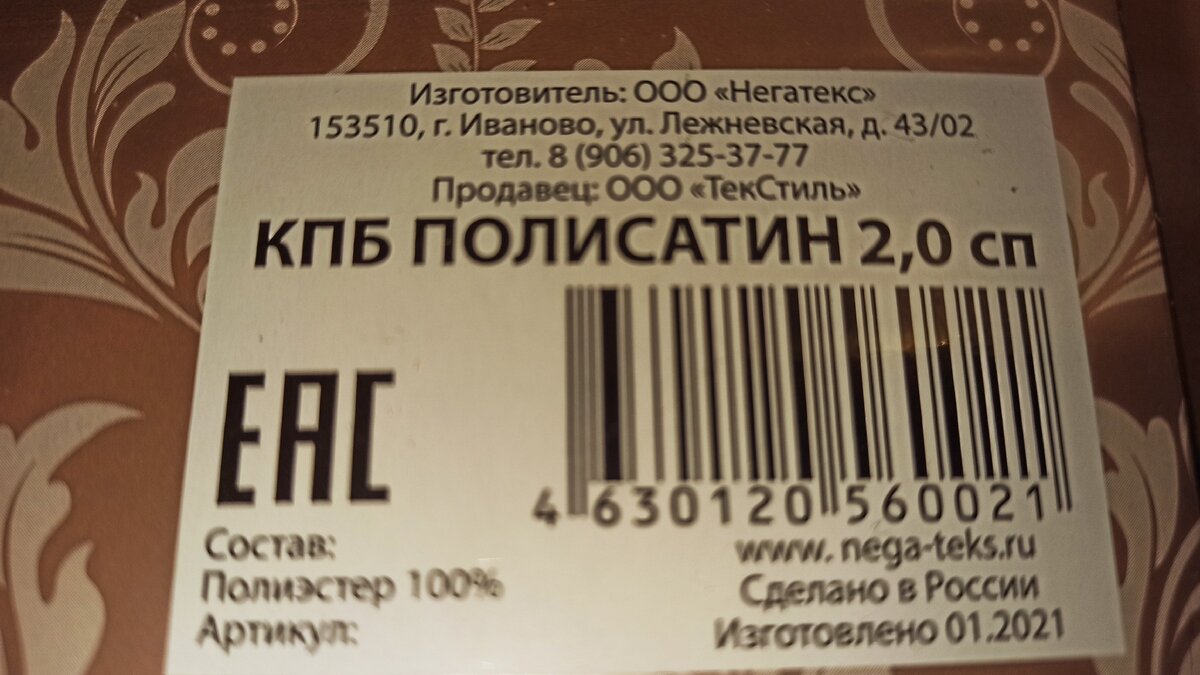 Изготовитель: ООО «Негатекс»
153510, г. Иваново, ул. Лежневская, д. 43/02
тел. 8 (906) 325-37-77
Продавец: ООО «ТекСтиль»
КПБ ПОЛИСАТИН 2,0 сп
EAC
4 630120 560021
Состав:
Полиэстер 100%
Артикул:
www. nega-teks.ru
Сделано в России
Изготовлено 01.2021